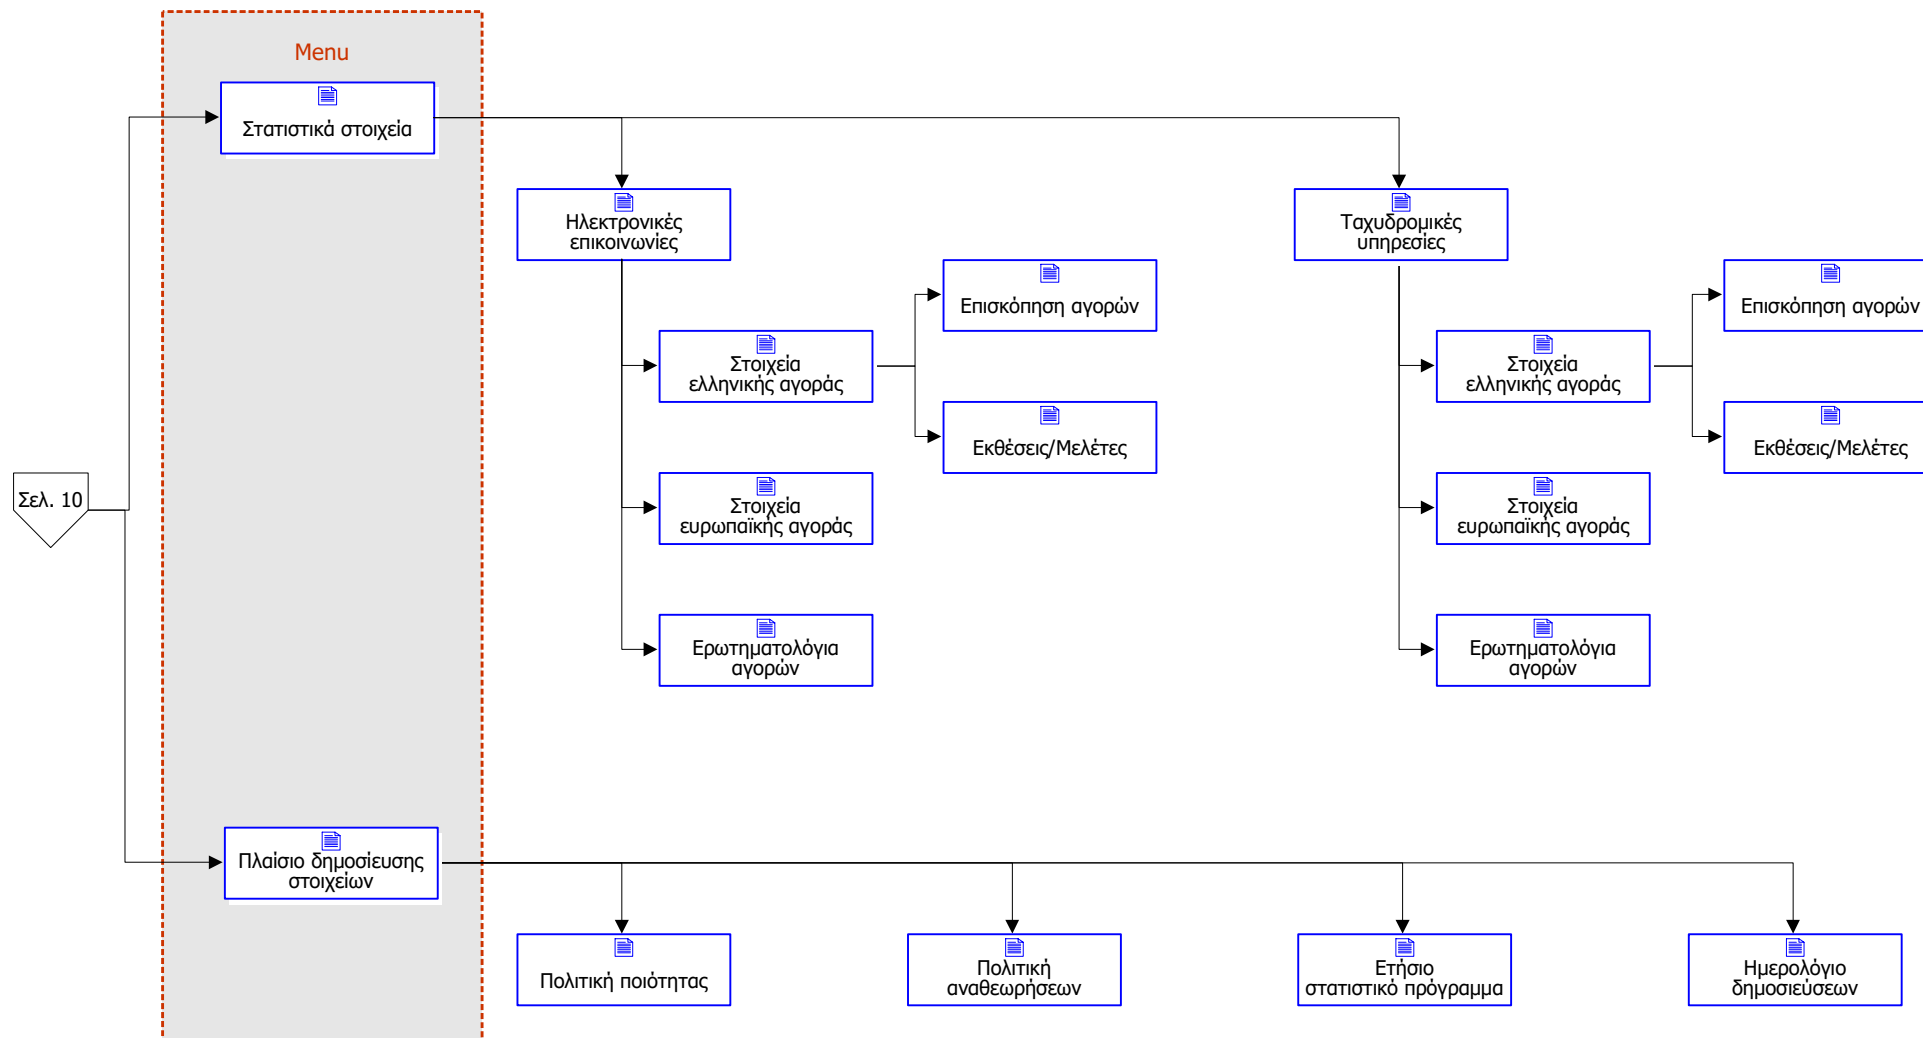 Menu
Στατιστικά στοιχεία
Ηλεκτρονικές
επικοινωνίες
Ταχυδρομικές
υπηρεσίες
Επισκόπηση αγορών
Επισκόπηση αγορών
Στοιχεία
ελληνικής αγοράς
Στοιχεία
ελληνικής αγοράς
Εκθέσεις/Μελέτες
Εκθέσεις/Μελέτες
Σελ. 10
Στοιχεία
ευρωπαϊκής αγοράς
Στοιχεία
ευρωπαϊκής αγοράς
Ερωτηματολόγια
αγορών
Ερωτηματολόγια
αγορών
Πλαίσιο δημοσίευσης
στοιχείων
Πολιτική ποιότητας
Πολιτική
αναθεωρήσεων
Ετήσιο
στατιστικό πρόγραμμα
Ημερολόγιο
δημοσιεύσεων